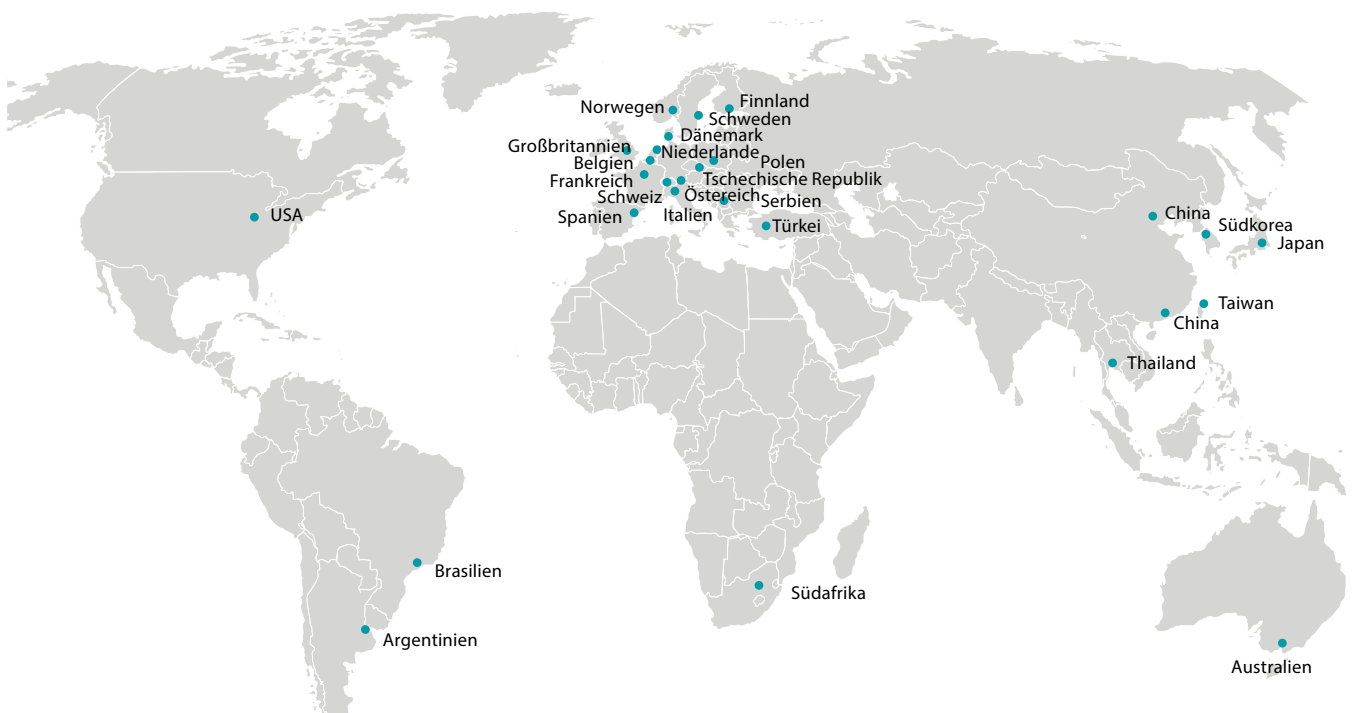 Finnland
Norwegen
Schweden
Dänemark
Großbritannien
Niederlande
Belgien
Polen
Frankreich
Tschechische Republik
Schweiz
Östereich
Serbien
Spanien
Italien
Türkei
USA
China
Südkorea
Japan
Taiwan
China
Thailand
Brasilien
Südafrika
Argentinien
Australien